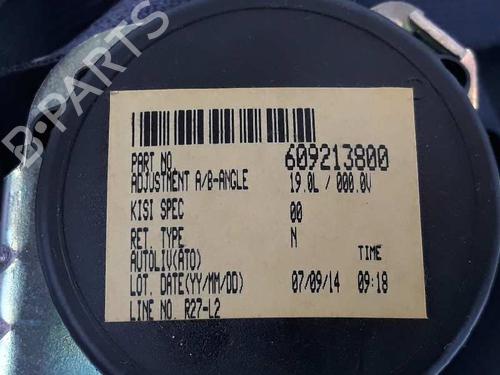 PART NO. 609213800
ADJUSTMENT A/B-ANGLE 19.0L / 000.0V
KISI SPEC 00
RET. TYPE N
AUTOLIV(ATO) TIME
LOT. DATE(YY/MM/DD) 07/09/14 09:18
LINE NO. R27-L2
B-PARTS